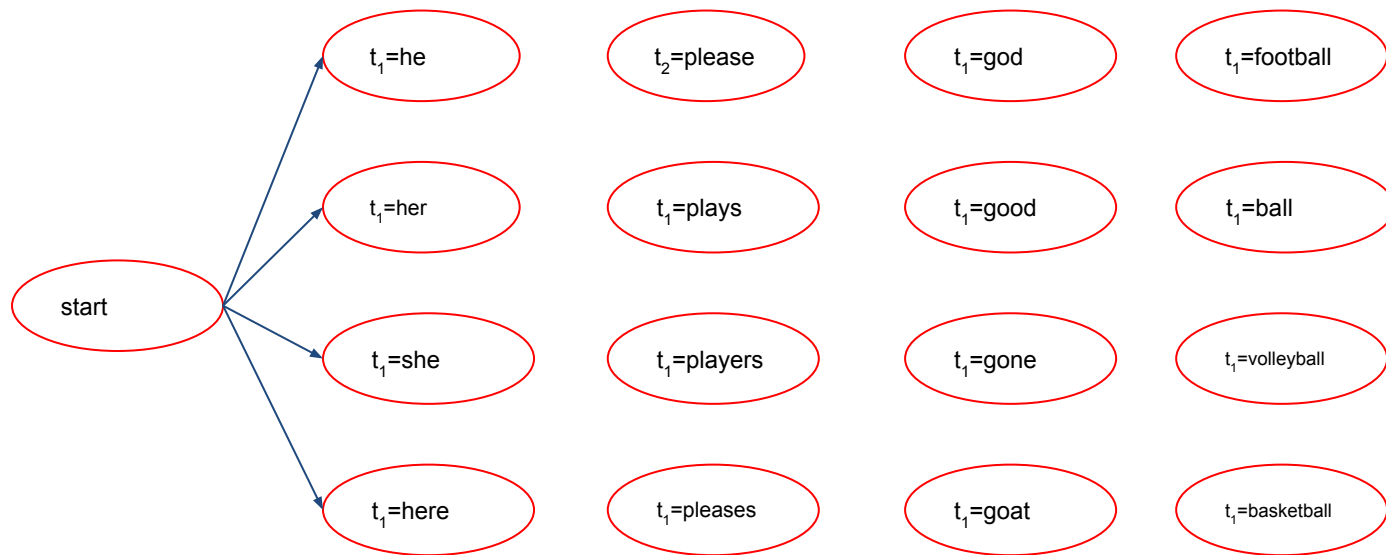 t₁=he
t₂=please
t₁=god
t₁=football
t₁=her
t₁=plays
t₁=good
t₁=ball
start
t₁=she
t₁=players
t₁=gone
t₁=volleyball
t₁=here
t₁=pleases
t₁=goat
t₁=basketball